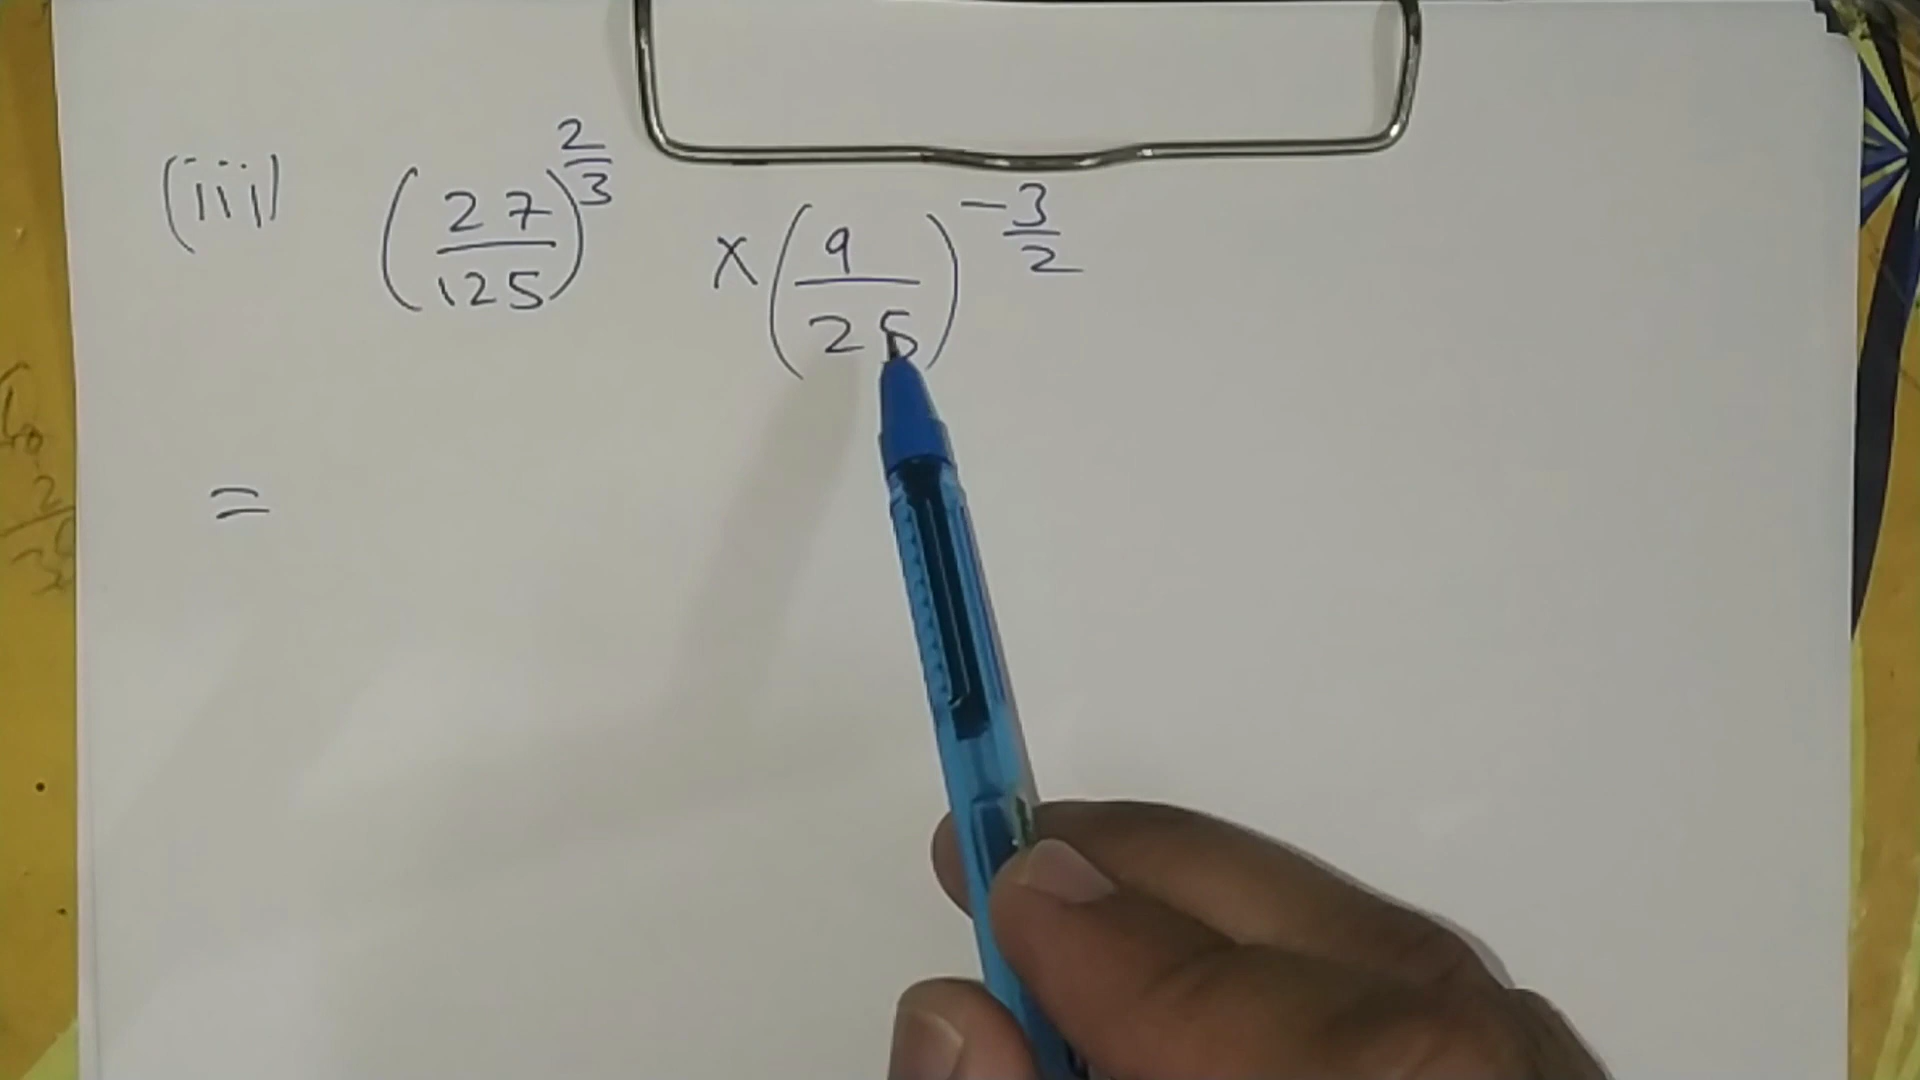 (iii) (27/125)^(2/3) × (9/25)^(-3/2)
=